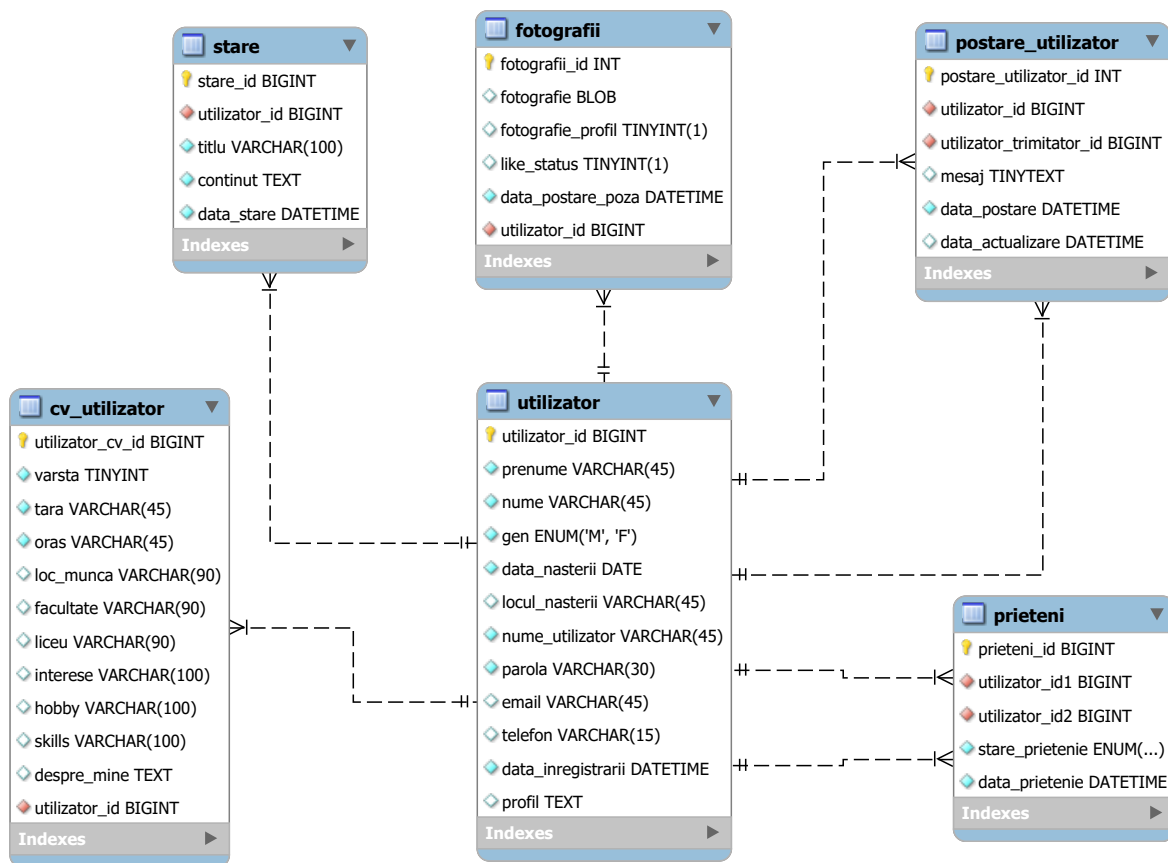 stare
stare_id BIGINT
utilizator_id BIGINT
titlu VARCHAR(100)
continut TEXT
data_stare DATETIME
Indexes
fotografii
fotografii_id INT
fotografie BLOB
fotografie_profil TINYINT(1)
like_status TINYINT(1)
data_postare_poza DATETIME
utilizator_id BIGINT
Indexes
postare_utilizator
postare_utilizator_id INT
utilizator_id BIGINT
utilizator_trimitator_id BIGINT
mesaj TINYTEXT
data_postare DATETIME
data_actualizare DATETIME
Indexes
cv_utilizator
utilizator_cv_id BIGINT
varsta TINYINT
tara VARCHAR(45)
oras VARCHAR(45)
loc_munca VARCHAR(90)
facultate VARCHAR(90)
liceu VARCHAR(90)
interese VARCHAR(100)
hobby VARCHAR(100)
skills VARCHAR(100)
despre_mine TEXT
utilizator_id BIGINT
Indexes
utilizator
utilizator_id BIGINT
prenume VARCHAR(45)
nume VARCHAR(45)
gen ENUM('M', 'F')
data_nasterii DATE
locul_nasterii VARCHAR(45)
nume_utilizator VARCHAR(45)
parola VARCHAR(30)
email VARCHAR(45)
telefon VARCHAR(15)
data_inregistrarii DATETIME
profil TEXT
Indexes
prieteni
prieteni_id BIGINT
utilizator_id1 BIGINT
utilizator_id2 BIGINT
stare_prietenie ENUM(...)
data_prietenie DATETIME
Indexes